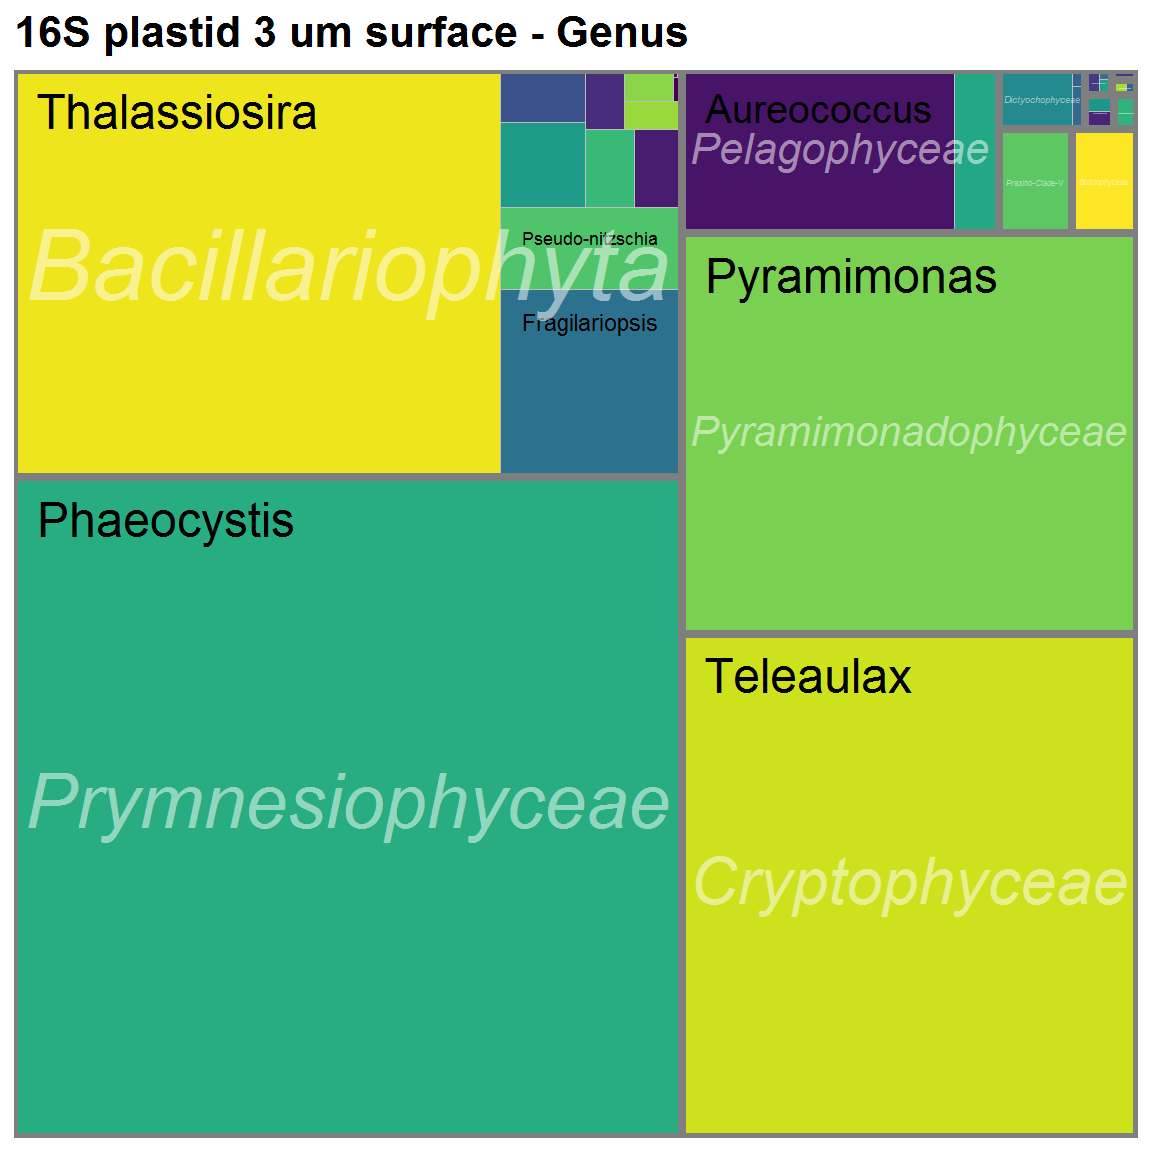 16S plastid 3 um surface - Genus
Thalassiosira
Bacillariophyta
Pseudo-nitzschia
Fragilariopsis
Phaeocystis
Prymnesiophyceae
Aureococcus
Pelagophyceae
Dictyochophyceae
Prasino-Clade-V
Pyramimonas
Pyramimonadophyceae
Teleaulax
Cryptophyceae